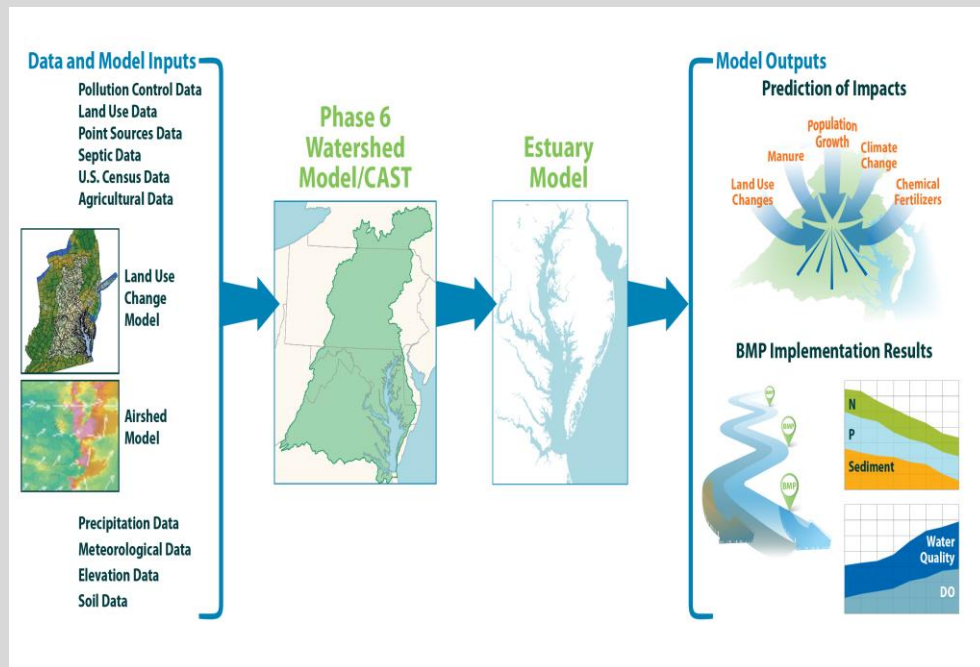 Data and Model Inputs
Pollution Control Data
Land Use Data
Point Sources Data
Septic Data
U.S. Census Data
Agricultural Data
Land Use
Change
Model
Airshed
Model
Precipitation Data
Meteorological Data
Elevation Data
Soil Data
Phase 6
Watershed
Model/CAST
Estuary
Model
Model Outputs
Prediction of Impacts
Land Use
Changes
Manure
Population
Growth
Climate
Change
Chemical
Fertilizers
BMP Implementation Results
BMP
BMP
BMP
N
P
Sediment
Water
Quality
DO